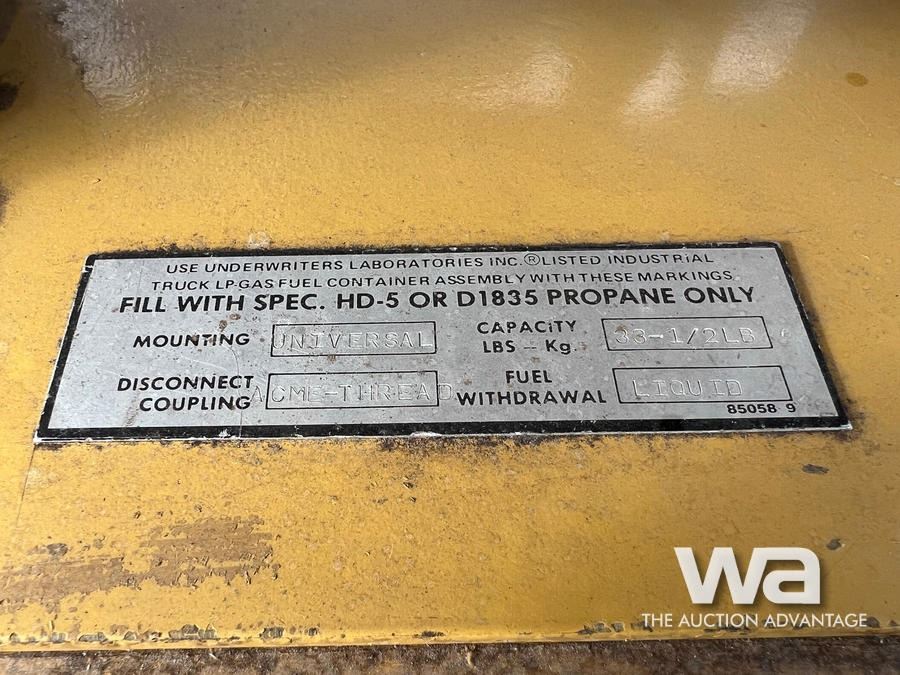 USE UNDERWRITERS LABORATORIES INC.® LISTED INDUSTRIAL
TRUCK LP-GAS FUEL CONTAINER ASSEMBLY WITH THESE MARKINGS
FILL WITH SPEC. HD-5 OR D1835 PROPANE ONLY
MOUNTING UNIVERSAL
CAPACITY LBS - Kg. 33-1/2LB
DISCONNECT COUPLING ACME-THREAD
FUEL WITHDRAWAL LIQUID
85058 9
wa
THE AUCTION ADVANTAGE